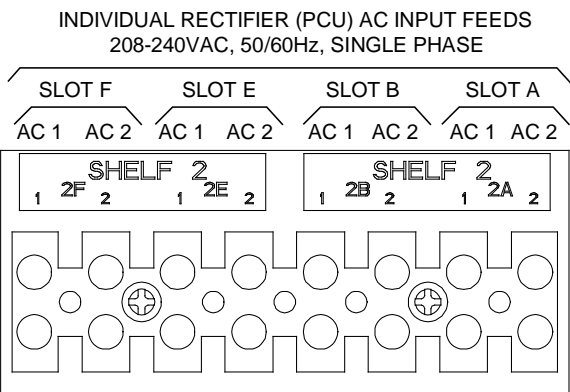 INDIVIDUAL RECTIFIER (PCU) AC INPUT FEEDS
208-240VAC, 50/60Hz, SINGLE PHASE
SLOT F SLOT E SLOT B SLOT A
AC 1 AC 2 AC 1 AC 2 AC 1 AC 2 AC 1 AC 2
SHELF 2 SHELF 2
1 2F 2 1 2E 2 1 2B 2 1 2A 2